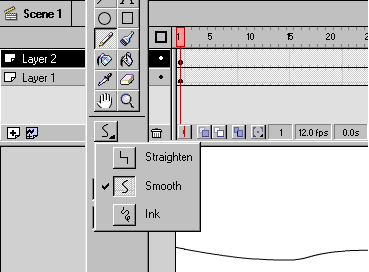 Scene 1
A
1 5 10 15 20 25
Layer 2
Layer 1
1 12.0 fps 0.0s
Straighten
Smooth
Ink